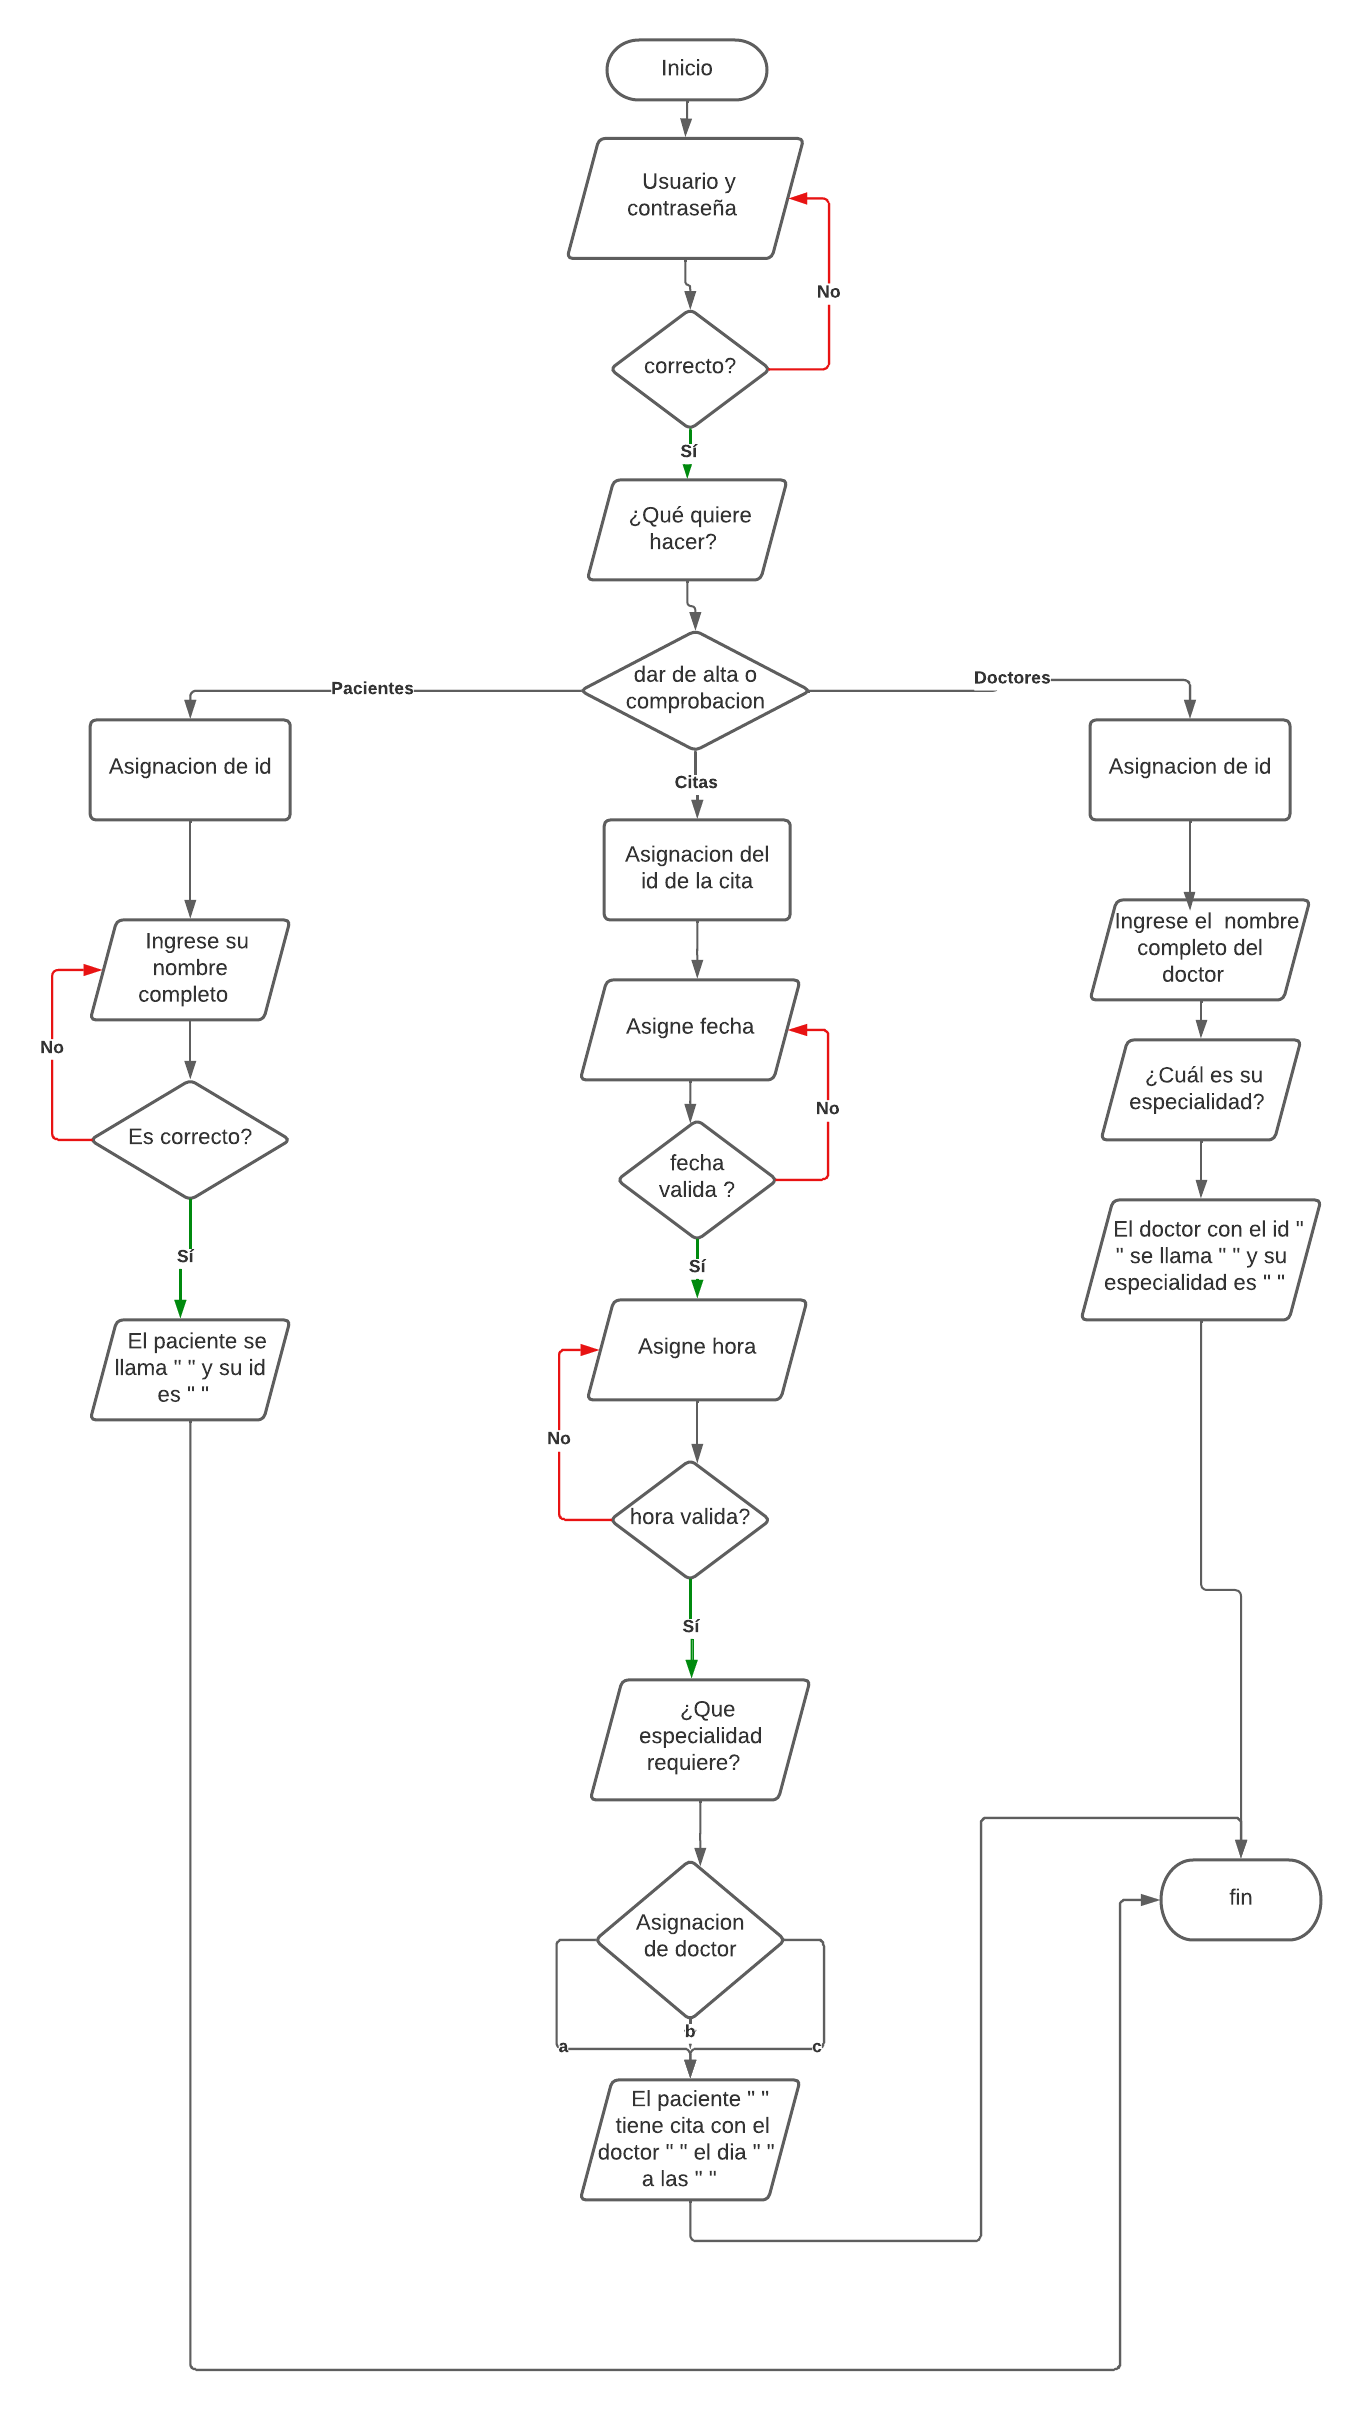 Inicio
Usuario y
contraseña
No
correcto?
Sí
¿Qué quiere
hacer?
dar de alta o
comprobacion
Pacientes
Citas
Doctores
Asignacion de id
Ingrese su
nombre
completo
No
Es correcto?
Sí
El paciente se
llama " " y su id
es " "
Asignacion del
id de la cita
Asigne fecha
No
fecha
valida ?
Sí
Asigne hora
No
hora valida?
Sí
¿Que
especialidad
requiere?
Asignacion
de doctor
a
b
c
El paciente " "
tiene cita con el
doctor " " el dia " "
a las " "
Asignacion de id
Ingrese el  nombre
completo del
doctor
¿Cuál es su
especialidad?
El doctor con el id "
" se llama " " y su
especialidad es " "
fin